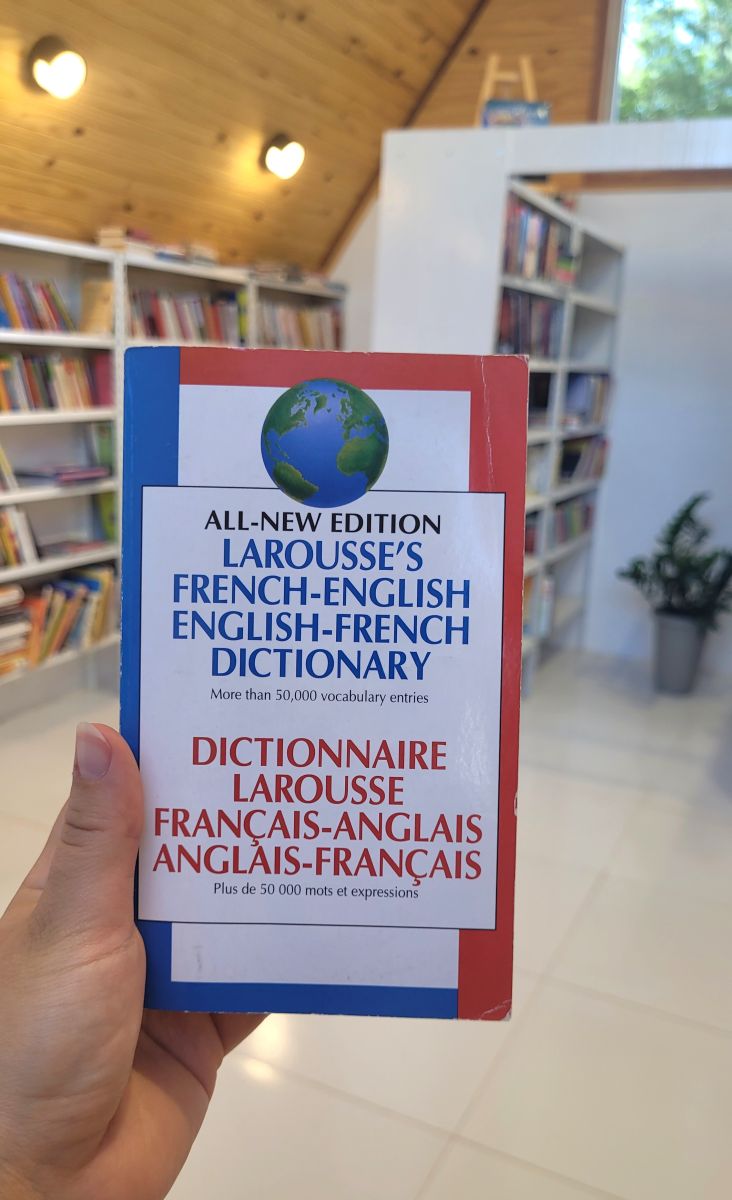 ALL-NEW EDITION
LAROUSSE'S
FRENCH-ENGLISH
ENGLISH-FRENCH
DICTIONARY
More than 50,000 vocabulary entries
DICTIONNAIRE
LAROUSSE
FRANÇAIS-ANGLAIS
ANGLAIS-FRANÇAIS
Plus de 50 000 mots et expressions